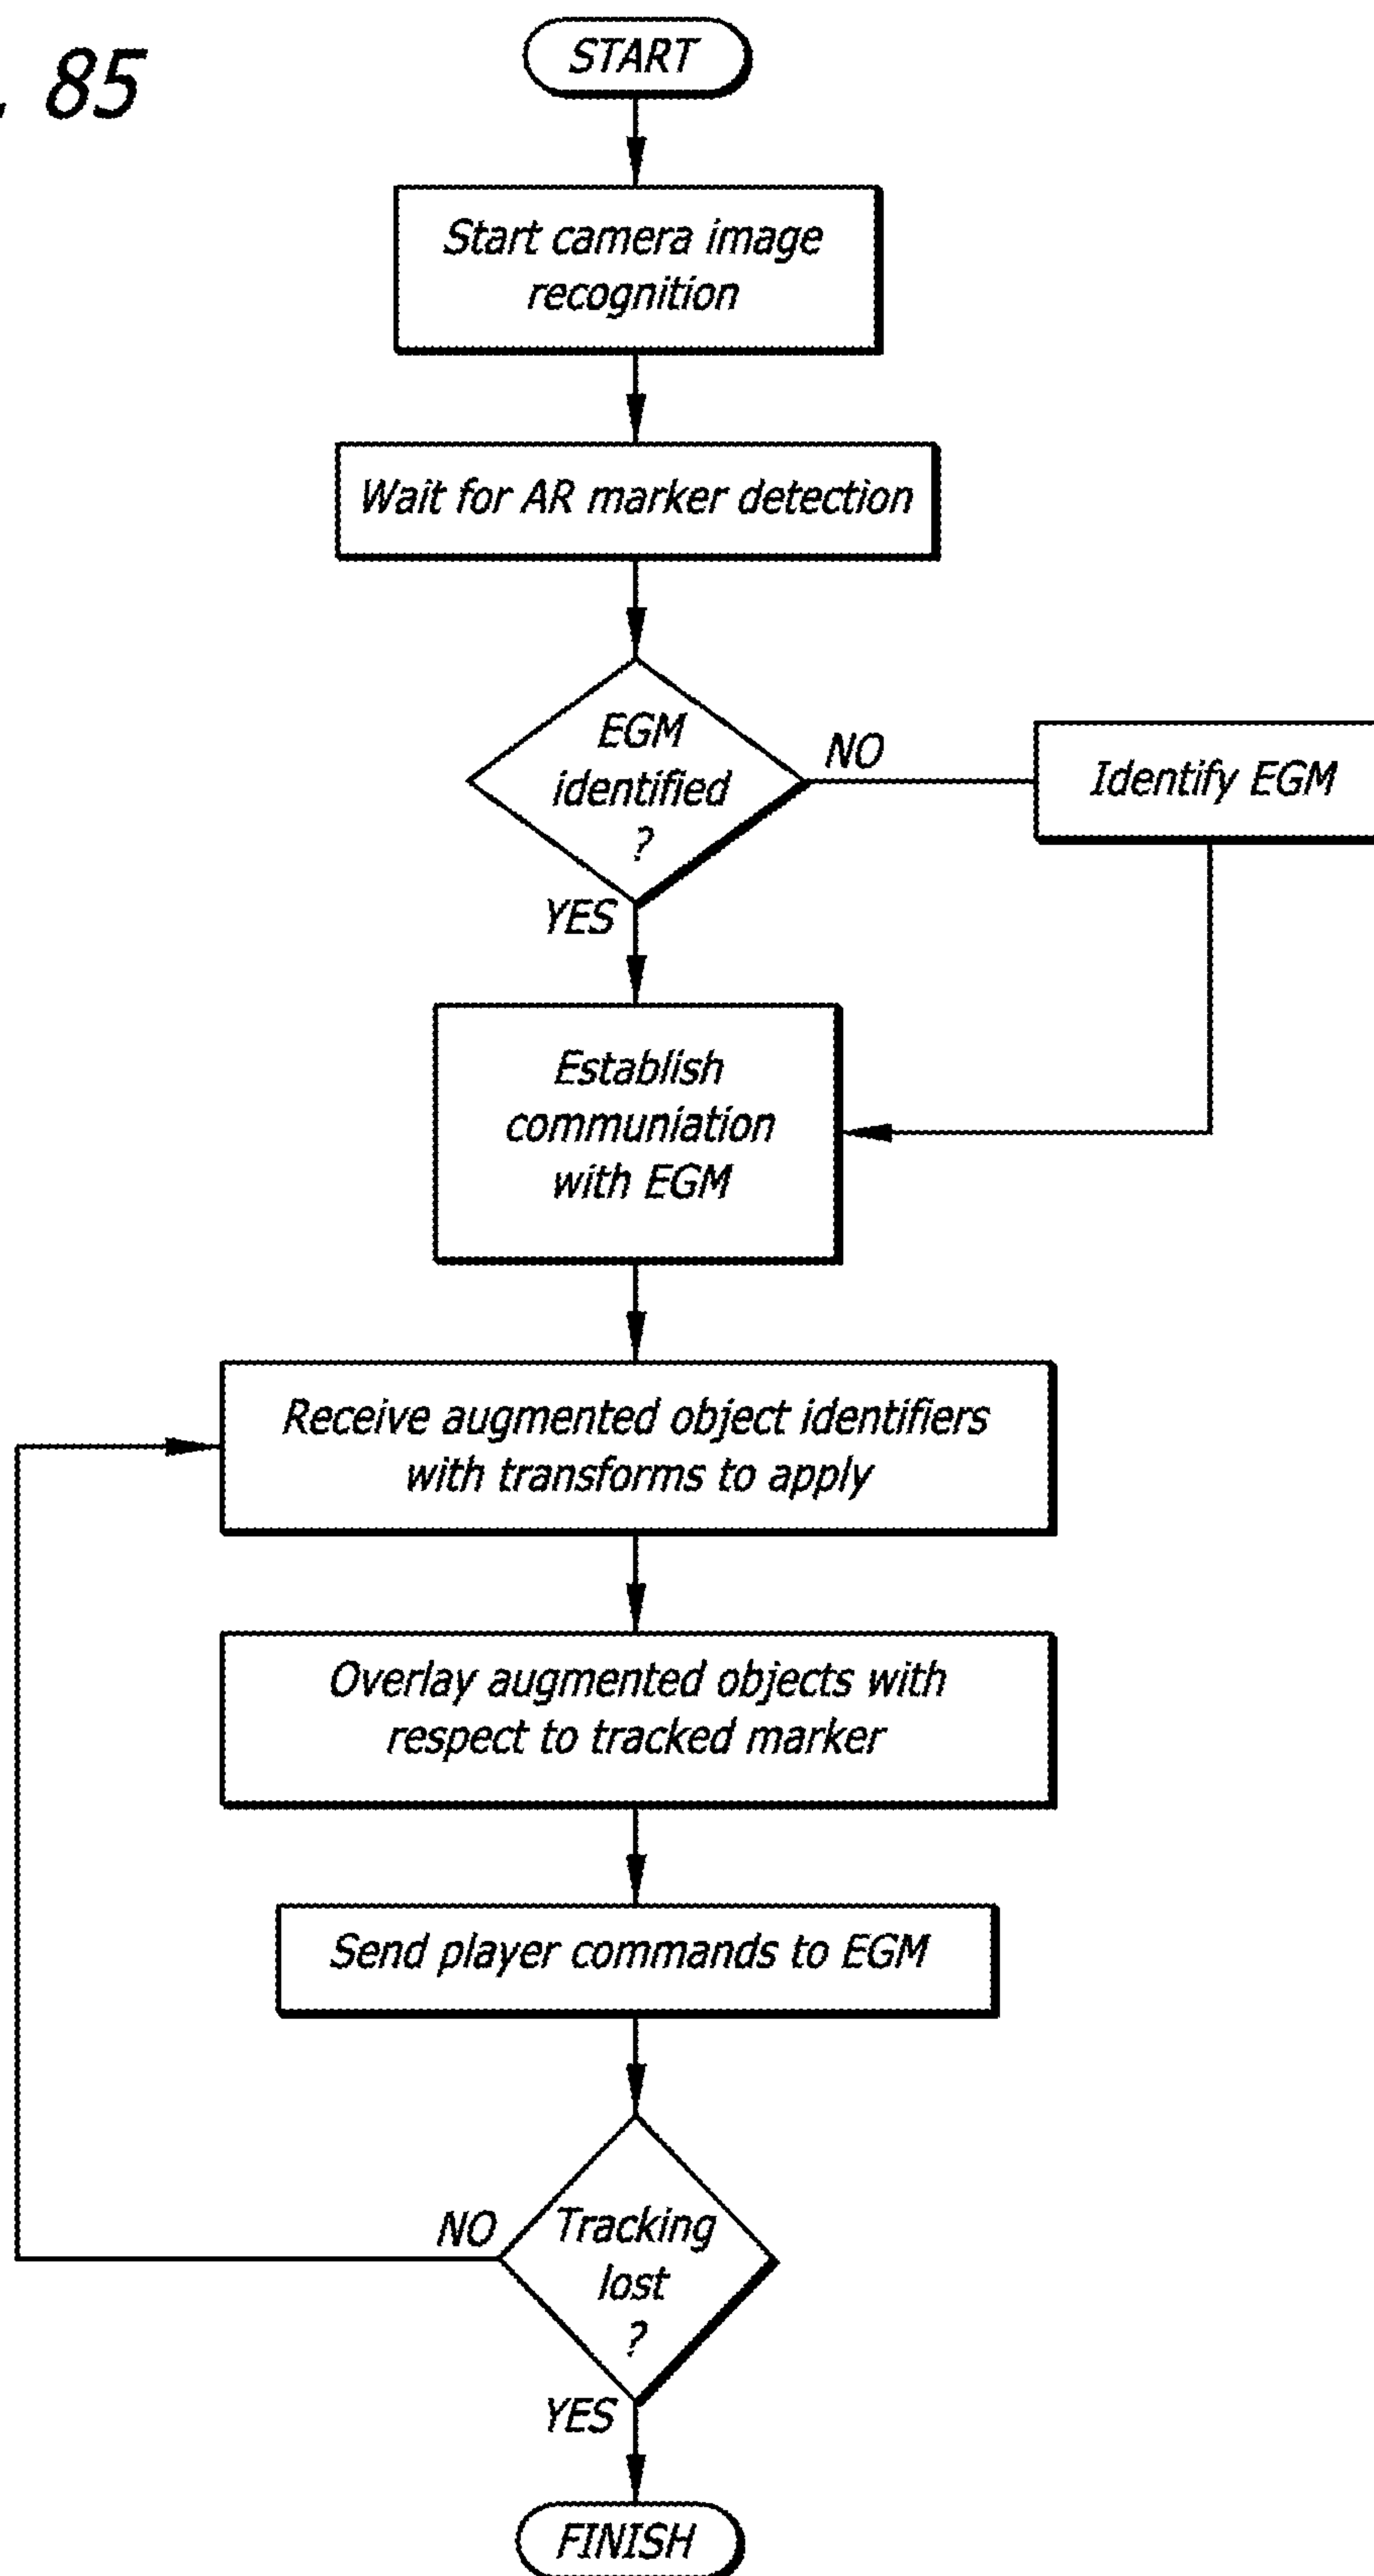 . 85
START
Start camera image
recognition
Wait for AR marker detection
EGM
identified
?
NO
Identify EGM
YES
Establish
communiation
with EGM
Receive augmented object identifiers
with transforms to apply
Overlay augmented objects with
respect to tracked marker
Send player commands to EGM
NO
Tracking
lost
?
YES
FINISH